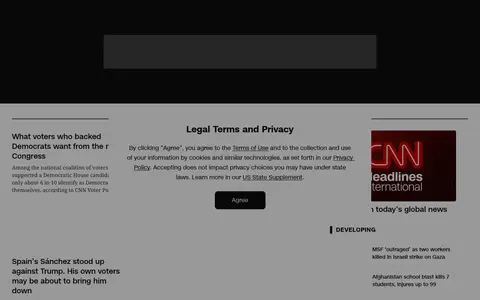 What voters who backed
Democrats want from the
Congress
Among the national coalition of voters
supported a Democratic House
only about 4 in 10 identify as
themselves, according to CNN Voter
Spain's Sánchez stood up
against Trump. His own voters
may be about to bring him
down
Legal Terms and Privacy
By clicking "Agree", you agree to the Terms of Use and to the collection and use
of your information by cookies and similar technologies, as set forth in our Privacy
Policy. Accepting does not impact privacy choices you may have under state
laws. Learn more in our US State Supplement.
Agree
CNN
Headlines
International
today's global news
DEVELOPING
MSF 'outraged' as two workers
killed in Israeli strike on Gaza
Afghanistan school blast kills 7
students, injures up to 99